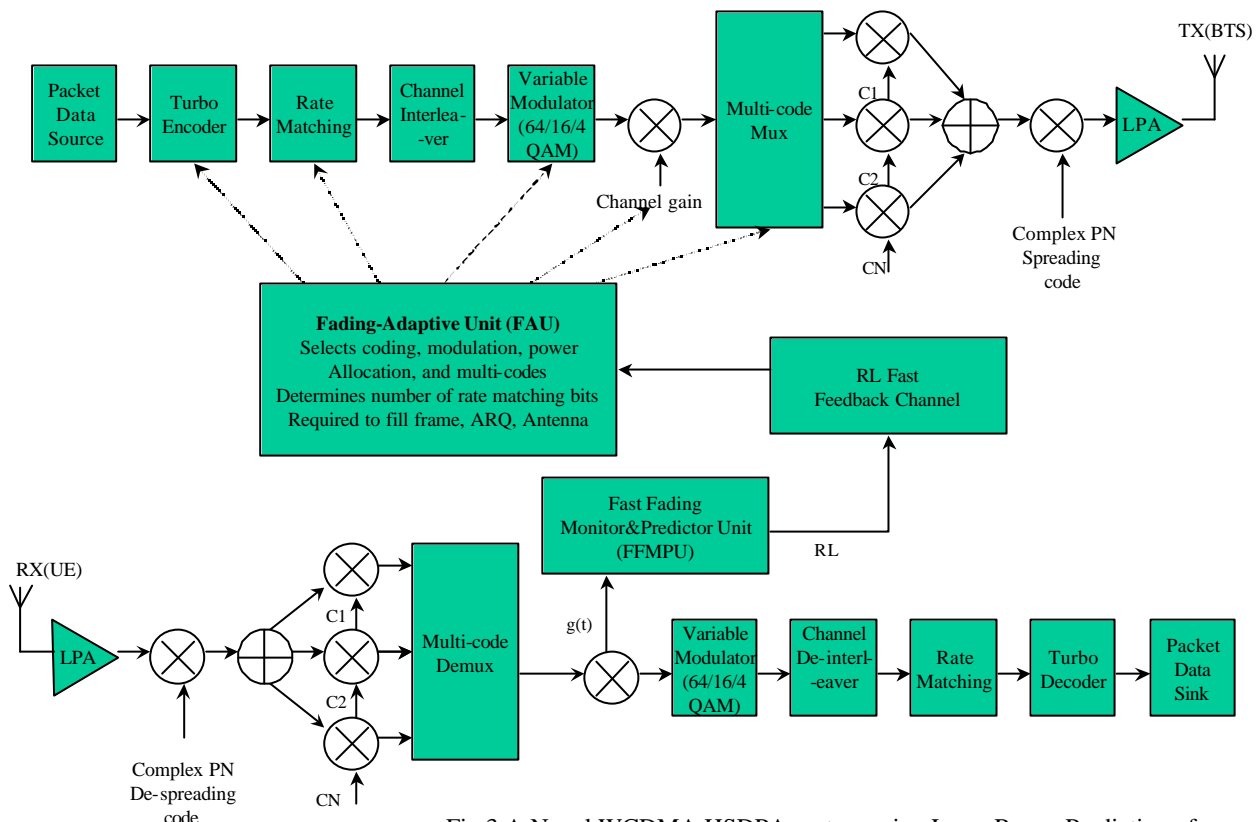 TX(BTS)
Packet
Data
Source
Turbo
Encoder
Rate
Matching
Channel
Interlea-
-ver
Variable
Modulator
(64/16/4
QAM)
Channel gain
Multi-code
Mux
C1
C2
CN
LPA
Complex PN
Spreading
code
Fading-Adaptive Unit (FAU)
Selects coding, modulation, power
Allocation, and multi-codes
Determines number of rate matching bits
Required to fill frame, ARQ, Antenna
RL Fast
Feedback Channel
Fast Fading
Monitor&Predictor Unit
(FFMPU)
RL
RX(UE)
LPA
Complex PN
De-spreading
code
C1
C2
CN
Multi-code
Demux
g(t)
Variable
Modulator
(64/16/4
QAM)
Channel
De-interl-
-eaver
Rate
Matching
Turbo
Decoder
Packet
Data
Sink